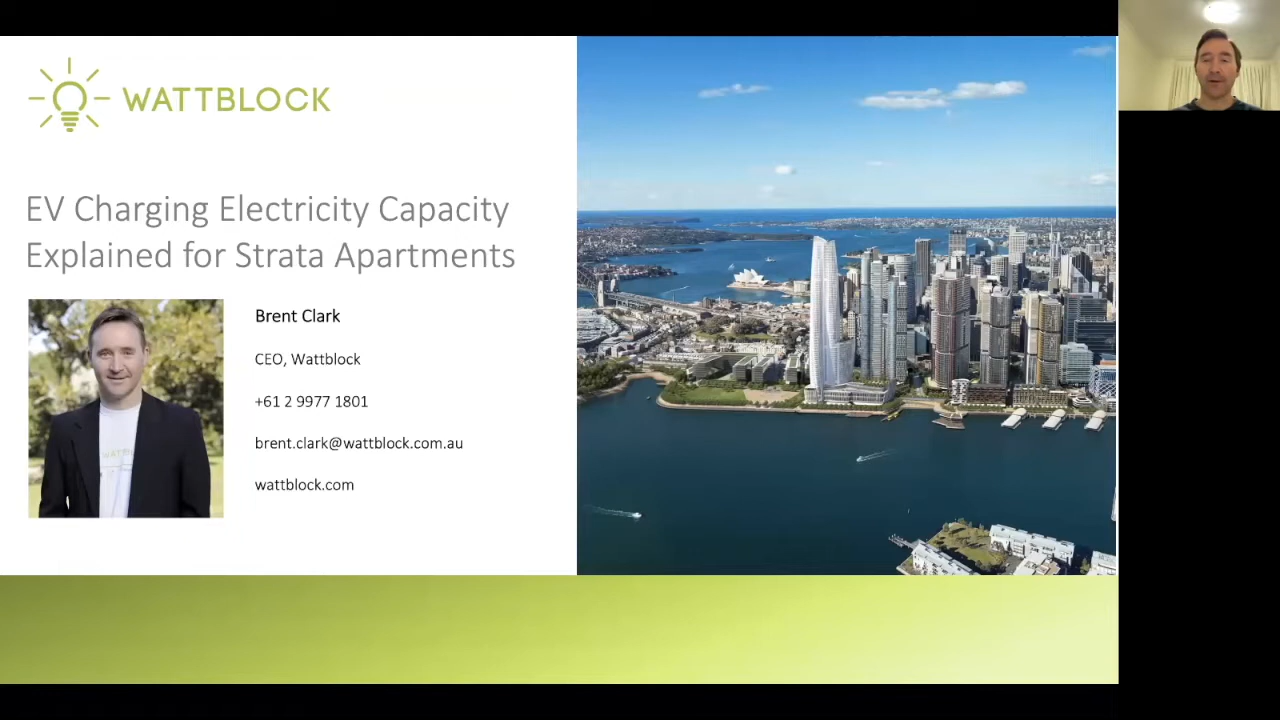 WATTBLOCK
EV Charging Electricity Capacity
Explained for Strata Apartments
Brent Clark
CEO, Wattblock
+61 2 9977 1801
brent.clark@wattblock.com.au
wattblock.com